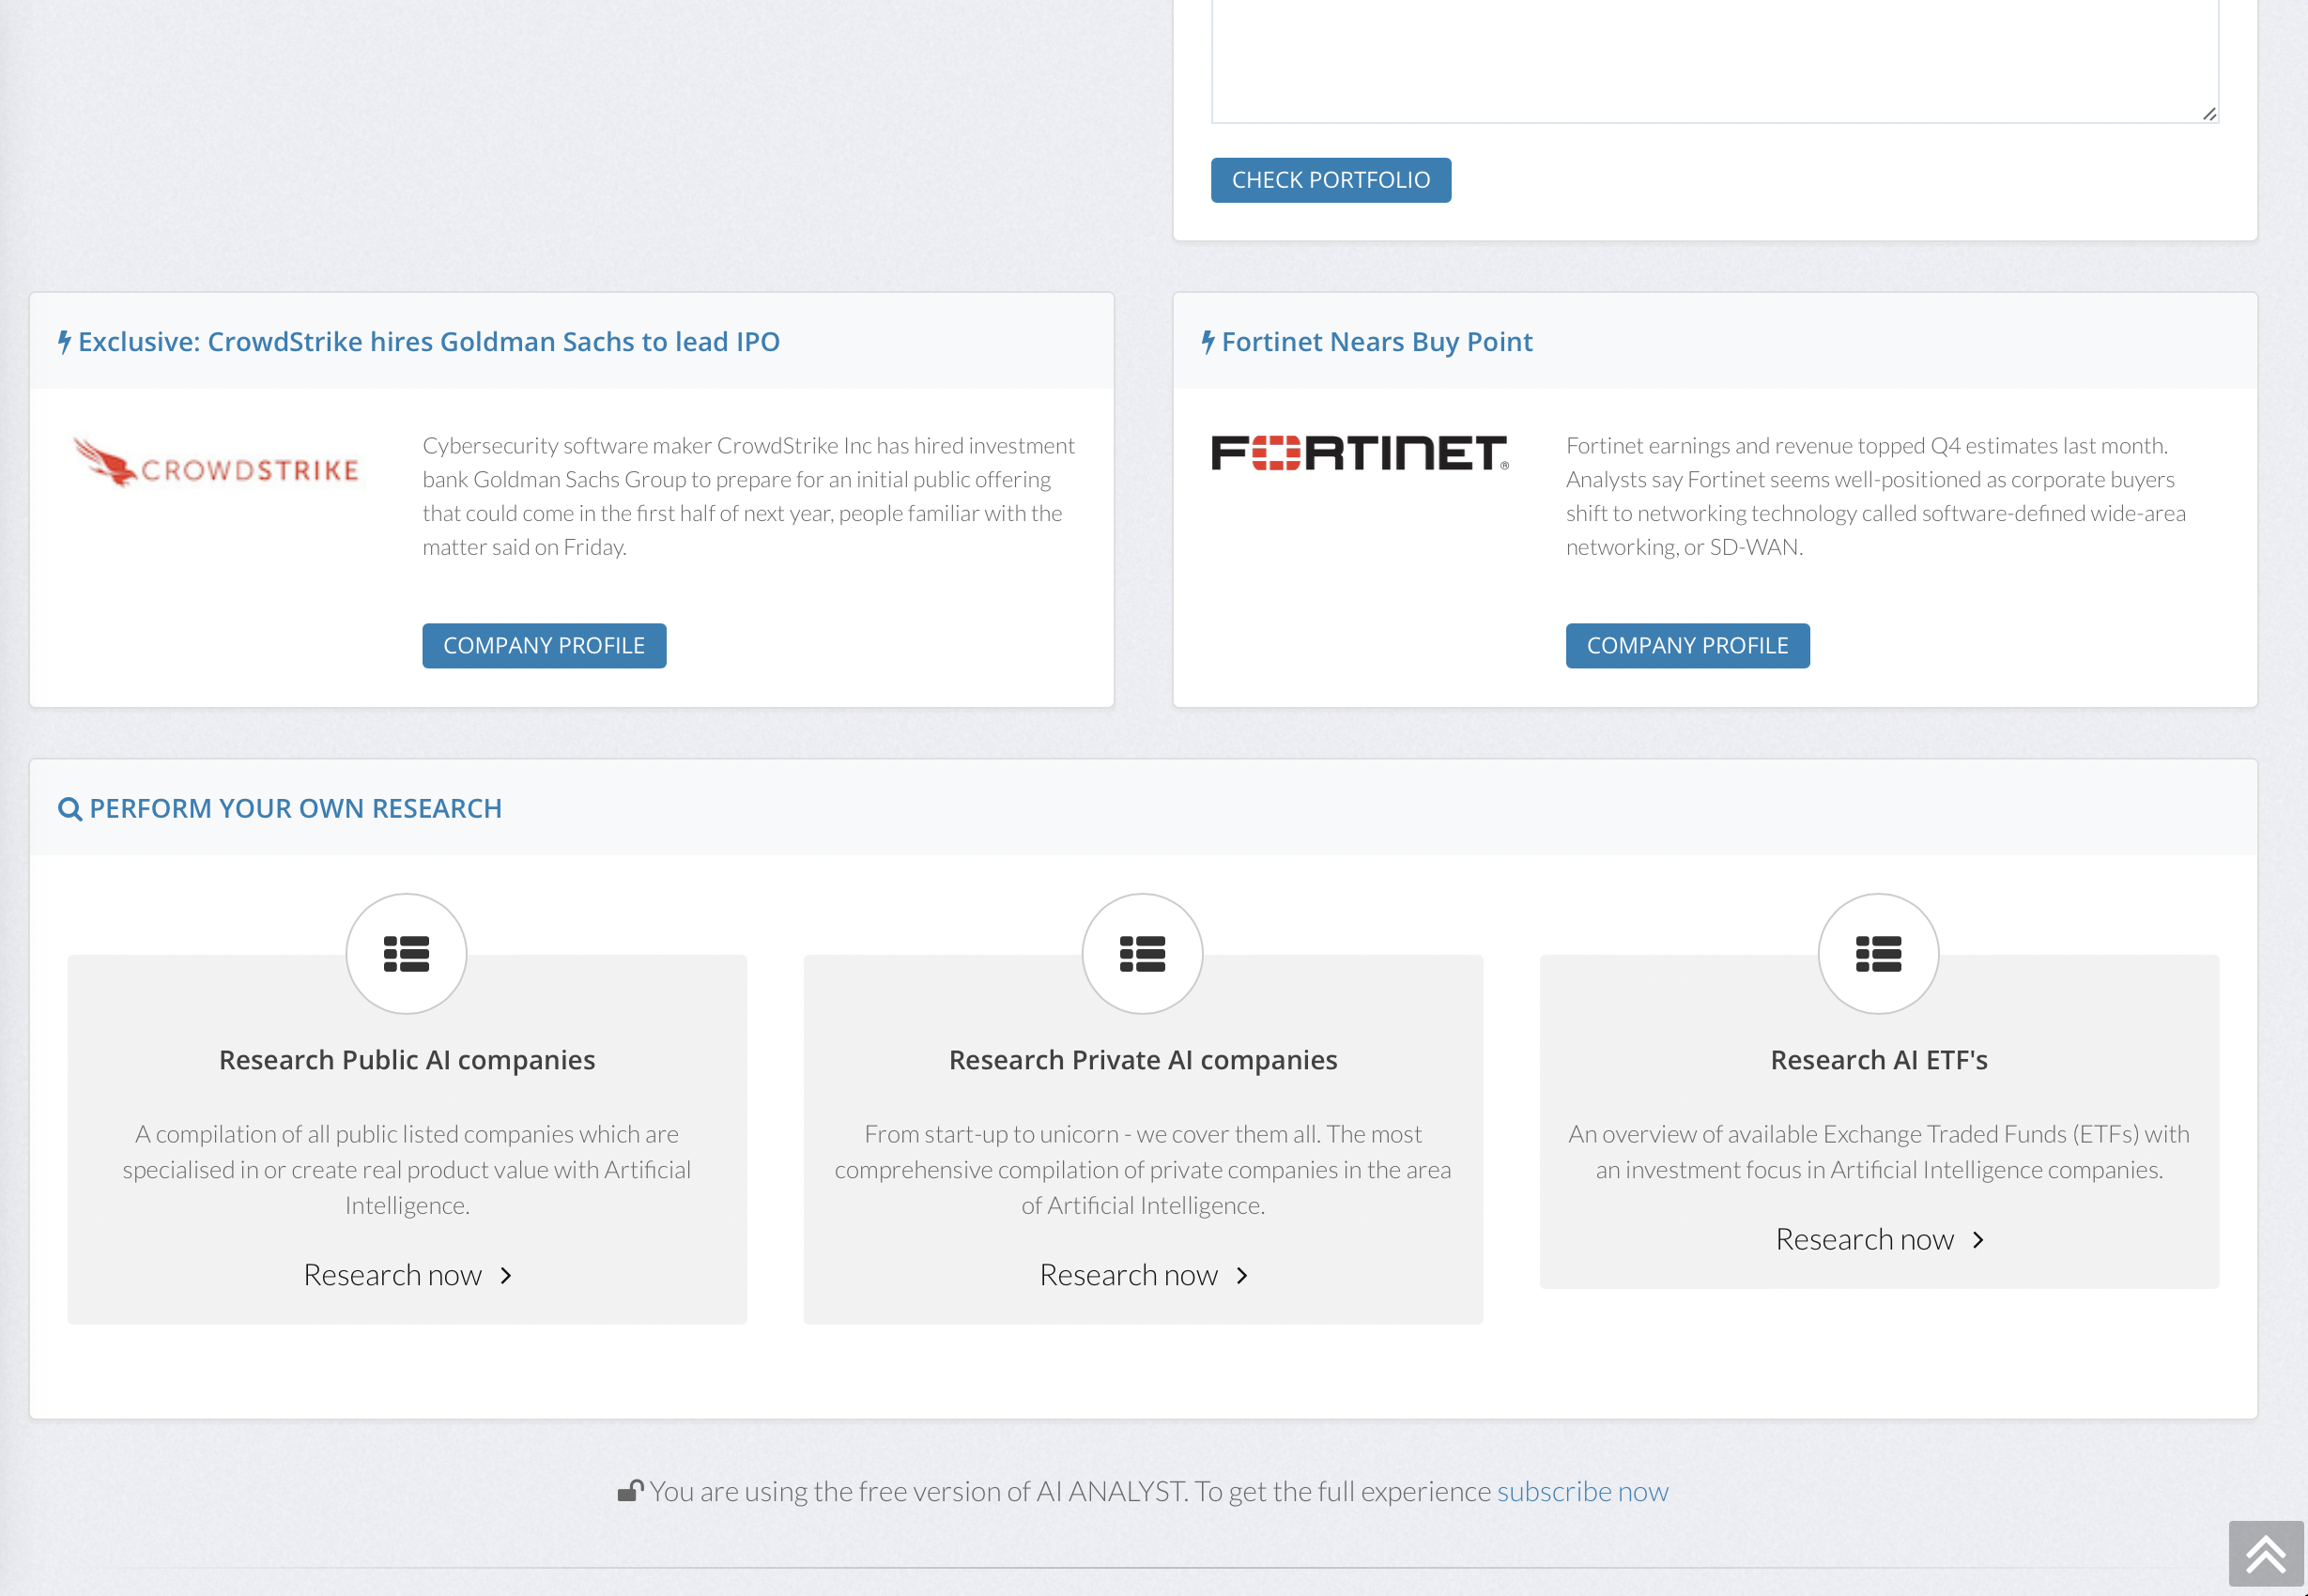 CHECK PORTFOLIO
Exclusive: CrowdStrike hires Goldman Sachs to lead IPO
CROWDSTRIKE
Cybersecurity software maker CrowdStrike Inc has hired investment
bank Goldman Sachs Group to prepare for an initial public offering
that could come in the first half of next year, people familiar with the
matter said on Friday.
COMPANY PROFILE
Fortinet Nears Buy Point
FORTINET®
Fortinet earnings and revenue topped Q4 estimates last month.
Analysts say Fortinet seems well-positioned as corporate buyers
shift to networking technology called software-defined wide-area
networking, or SD-WAN.
COMPANY PROFILE
PERFORM YOUR OWN RESEARCH
Research Public AI companies
A compilation of all public listed companies which are
specialised in or create real product value with Artificial
Intelligence.
Research now
Research Private AI companies
From start-up to unicorn - we cover them all. The most
comprehensive compilation of private companies in the area
of Artificial Intelligence.
Research now
Research AI ETF's
An overview of available Exchange Traded Funds (ETFs) with
an investment focus in Artificial Intelligence companies.
Research now
You are using the free version of AI ANALYST. To get the full experience subscribe now